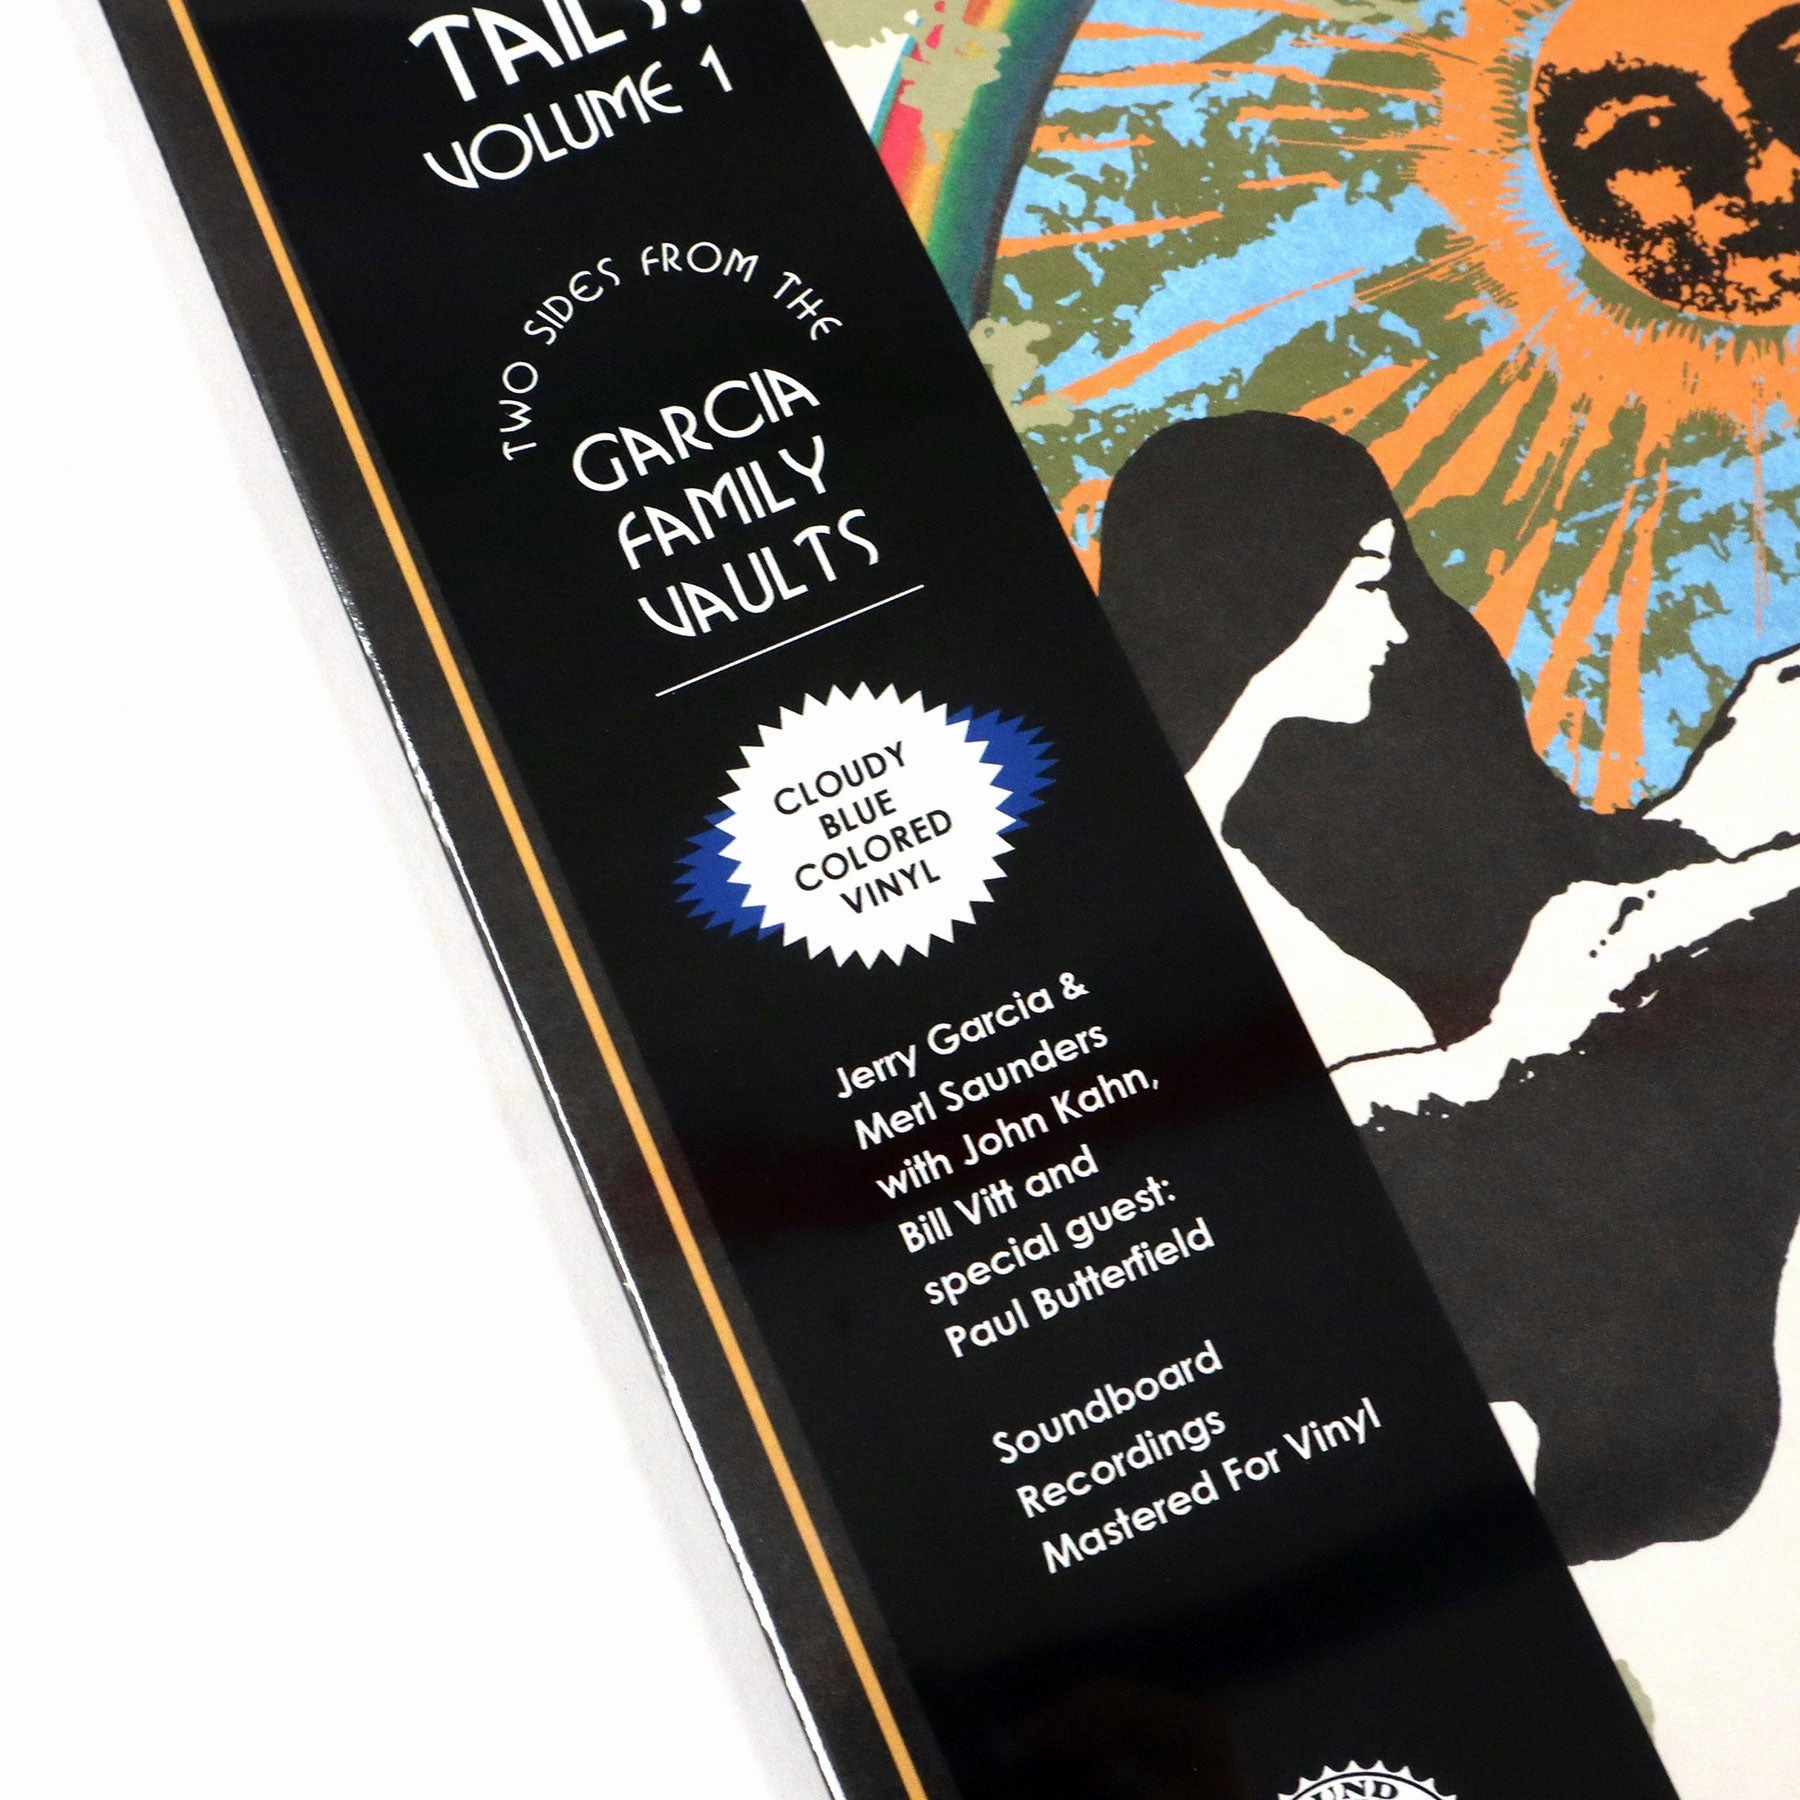 TAILS:
VOLUME 1
TWO SIDES FROM THE
GARCIA
FAMILY
VAULTS
CLOUDY
BLUE
COLORED
VINYL
Jerry Garcia &
Merl Saunders
with John Kahn,
Bill Vitt and
special guest:
Paul Butterfield
Soundboard
Recordings
Mastered For Vinyl